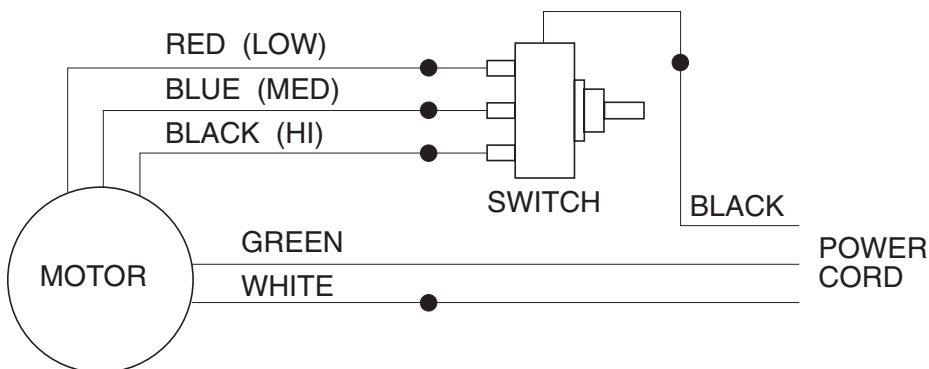 RED (LOW)
BLUE (MED)
BLACK (HI)
SWITCH
BLACK
GREEN
MOTOR
WHITE
POWER
CORD